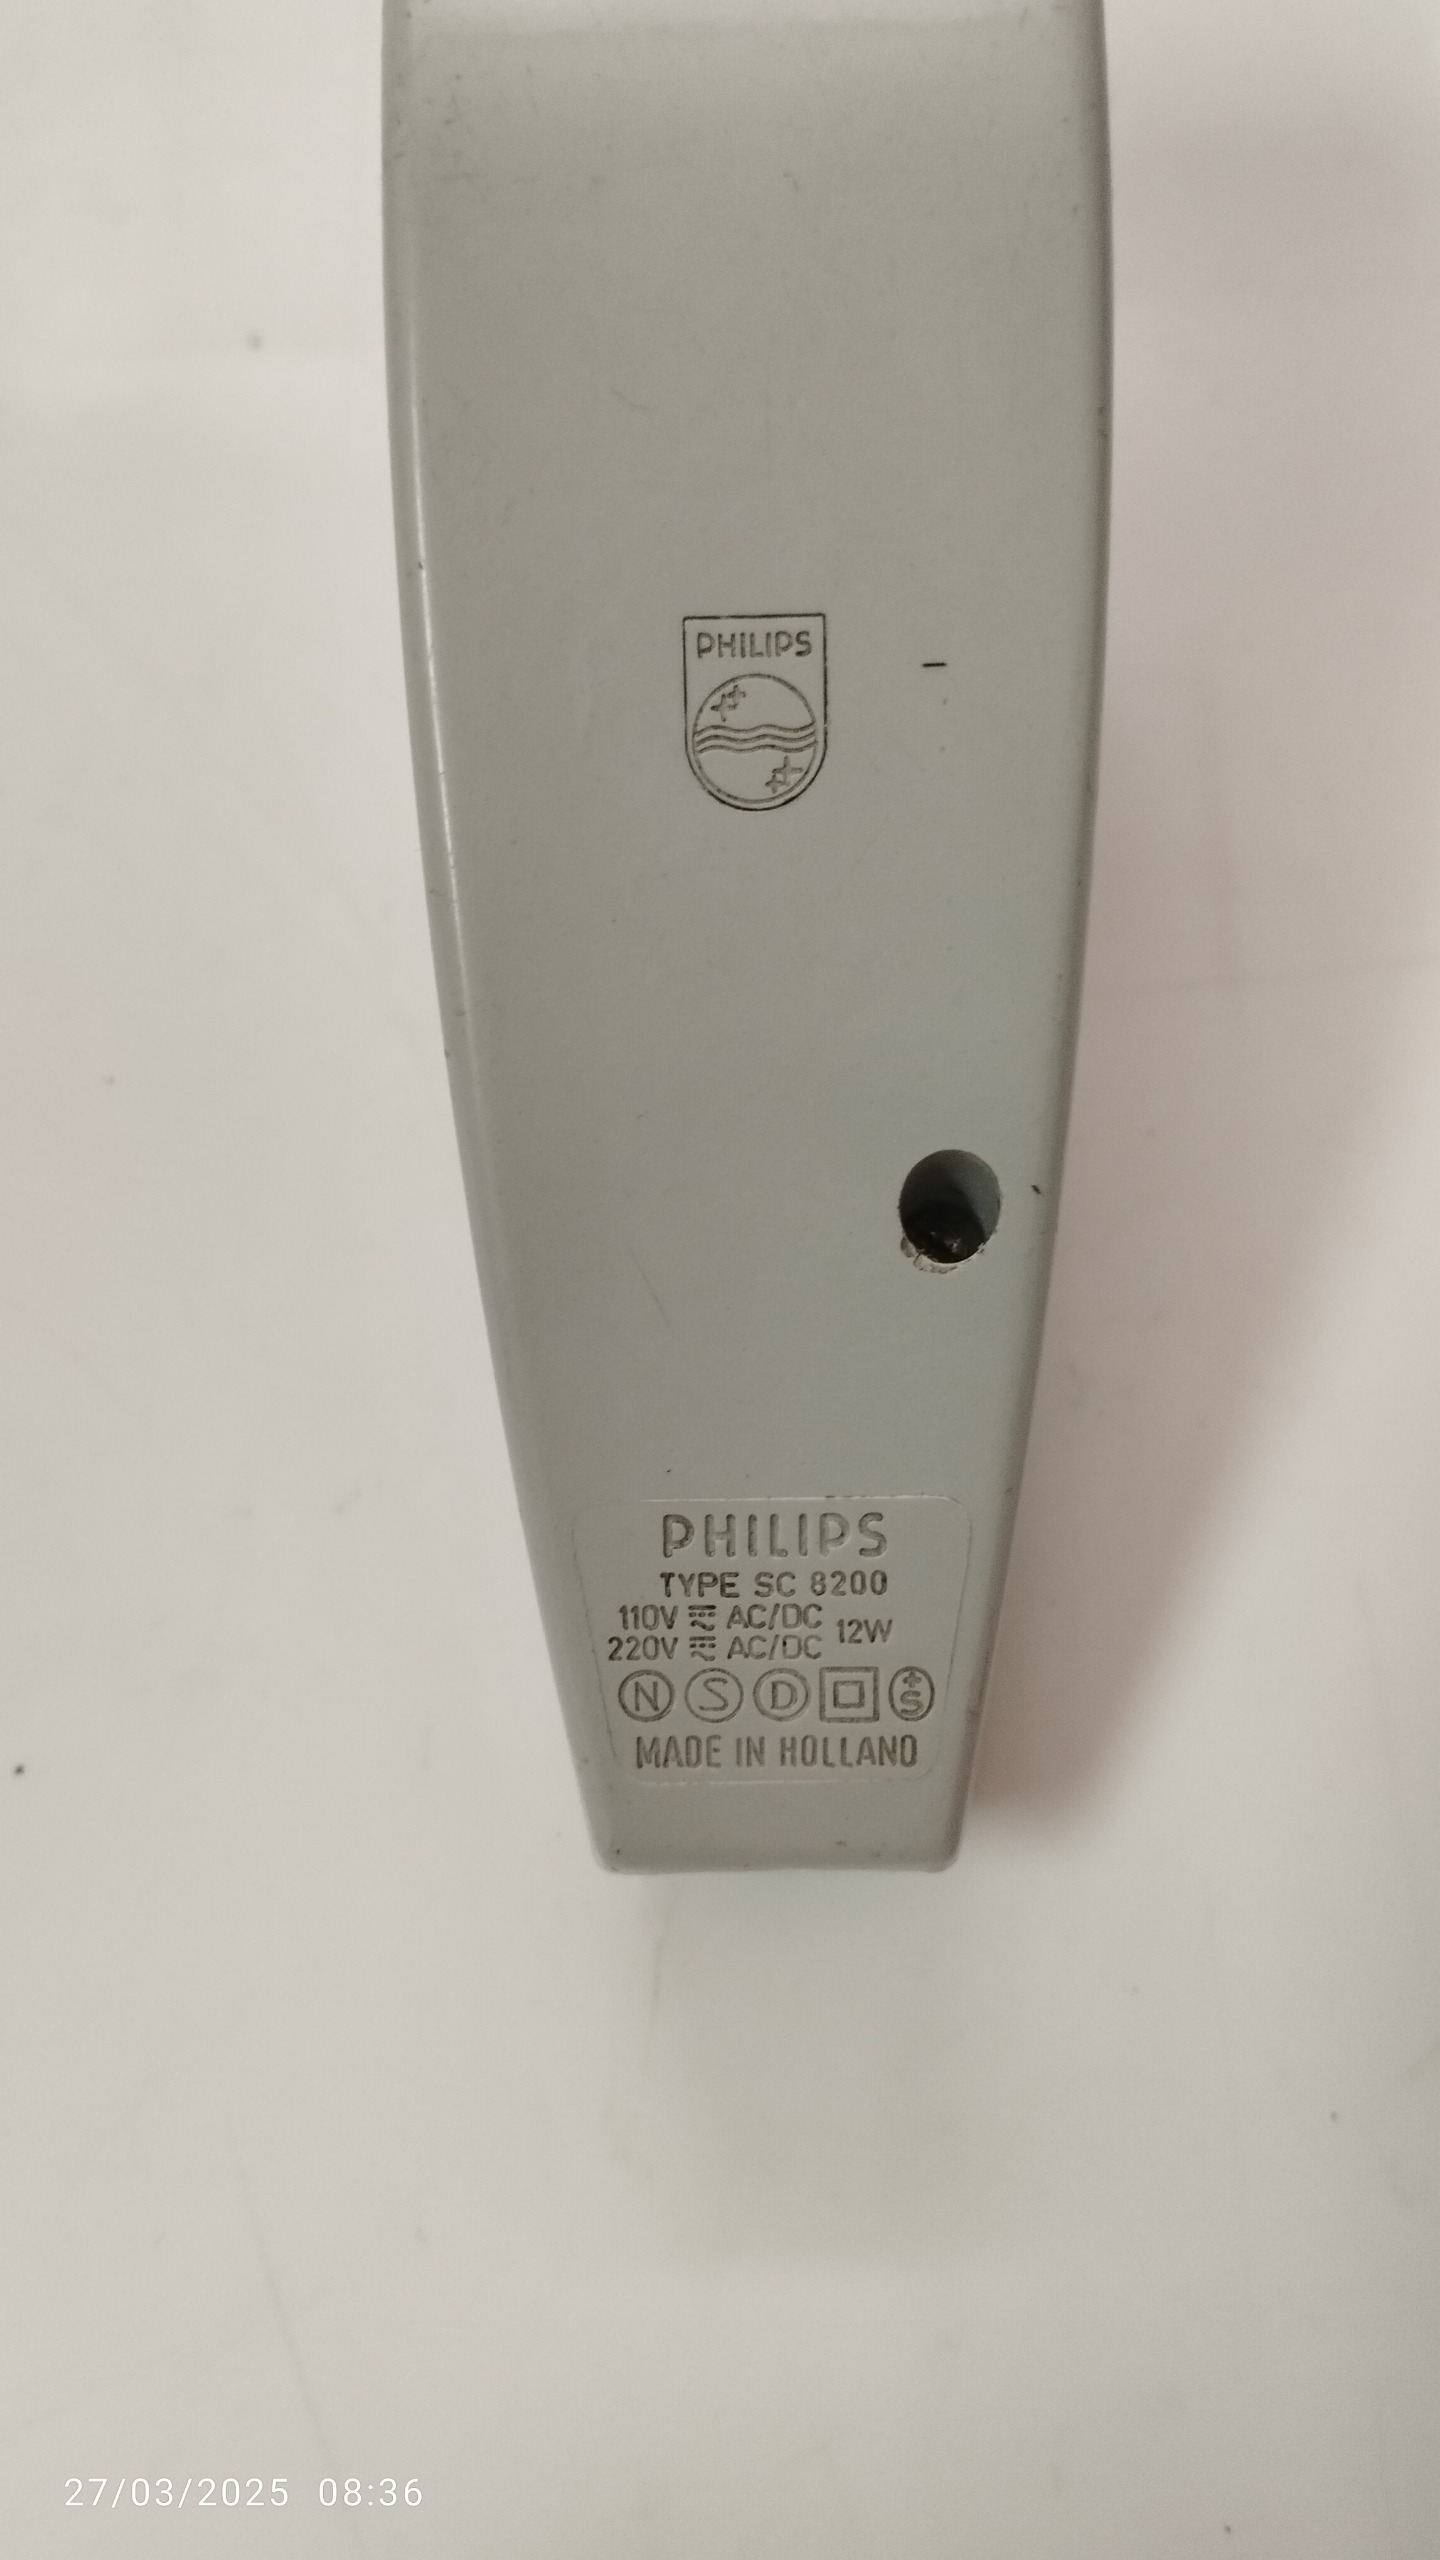 PHILIPS
PHILIPS
TYPE SC 8200
110V AC/DC
220V AC/DC 12W
N S D +S
MADE IN HOLLAND
27/03/2025 08:36